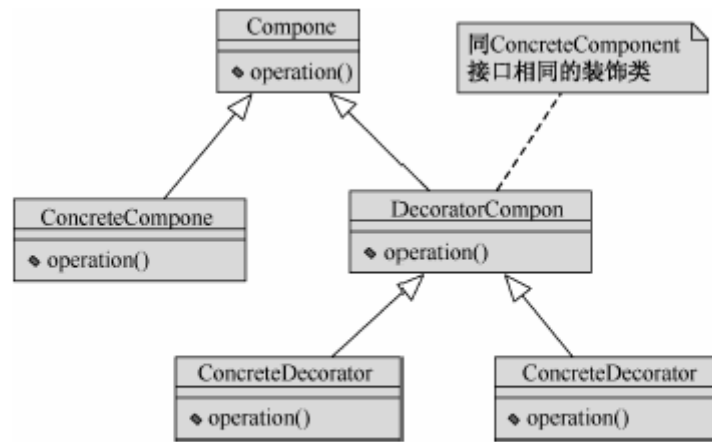 Compone
operation()
同ConcreteComponent
接口相同的装饰类
ConcreteCompone
operation()
DecoratorCompon
operation()
ConcreteDecorator
operation()
ConcreteDecorator
operation()